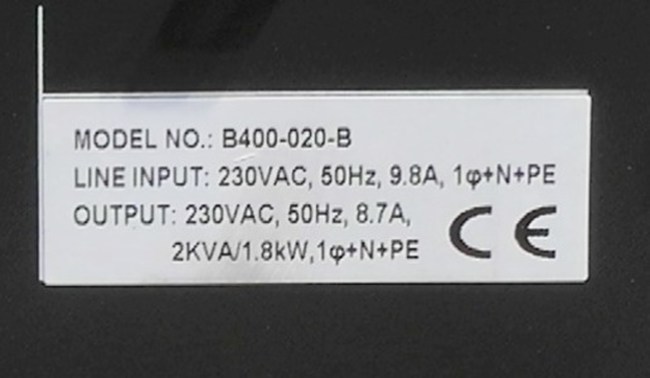 MODEL NO.: B400-020-B
LINE INPUT: 230VAC, 50Hz, 9.8A, 1φ+N+PE
OUTPUT: 230VAC, 50Hz, 8.7A,
2KVA/1.8kW,1φ+N+PE
CE